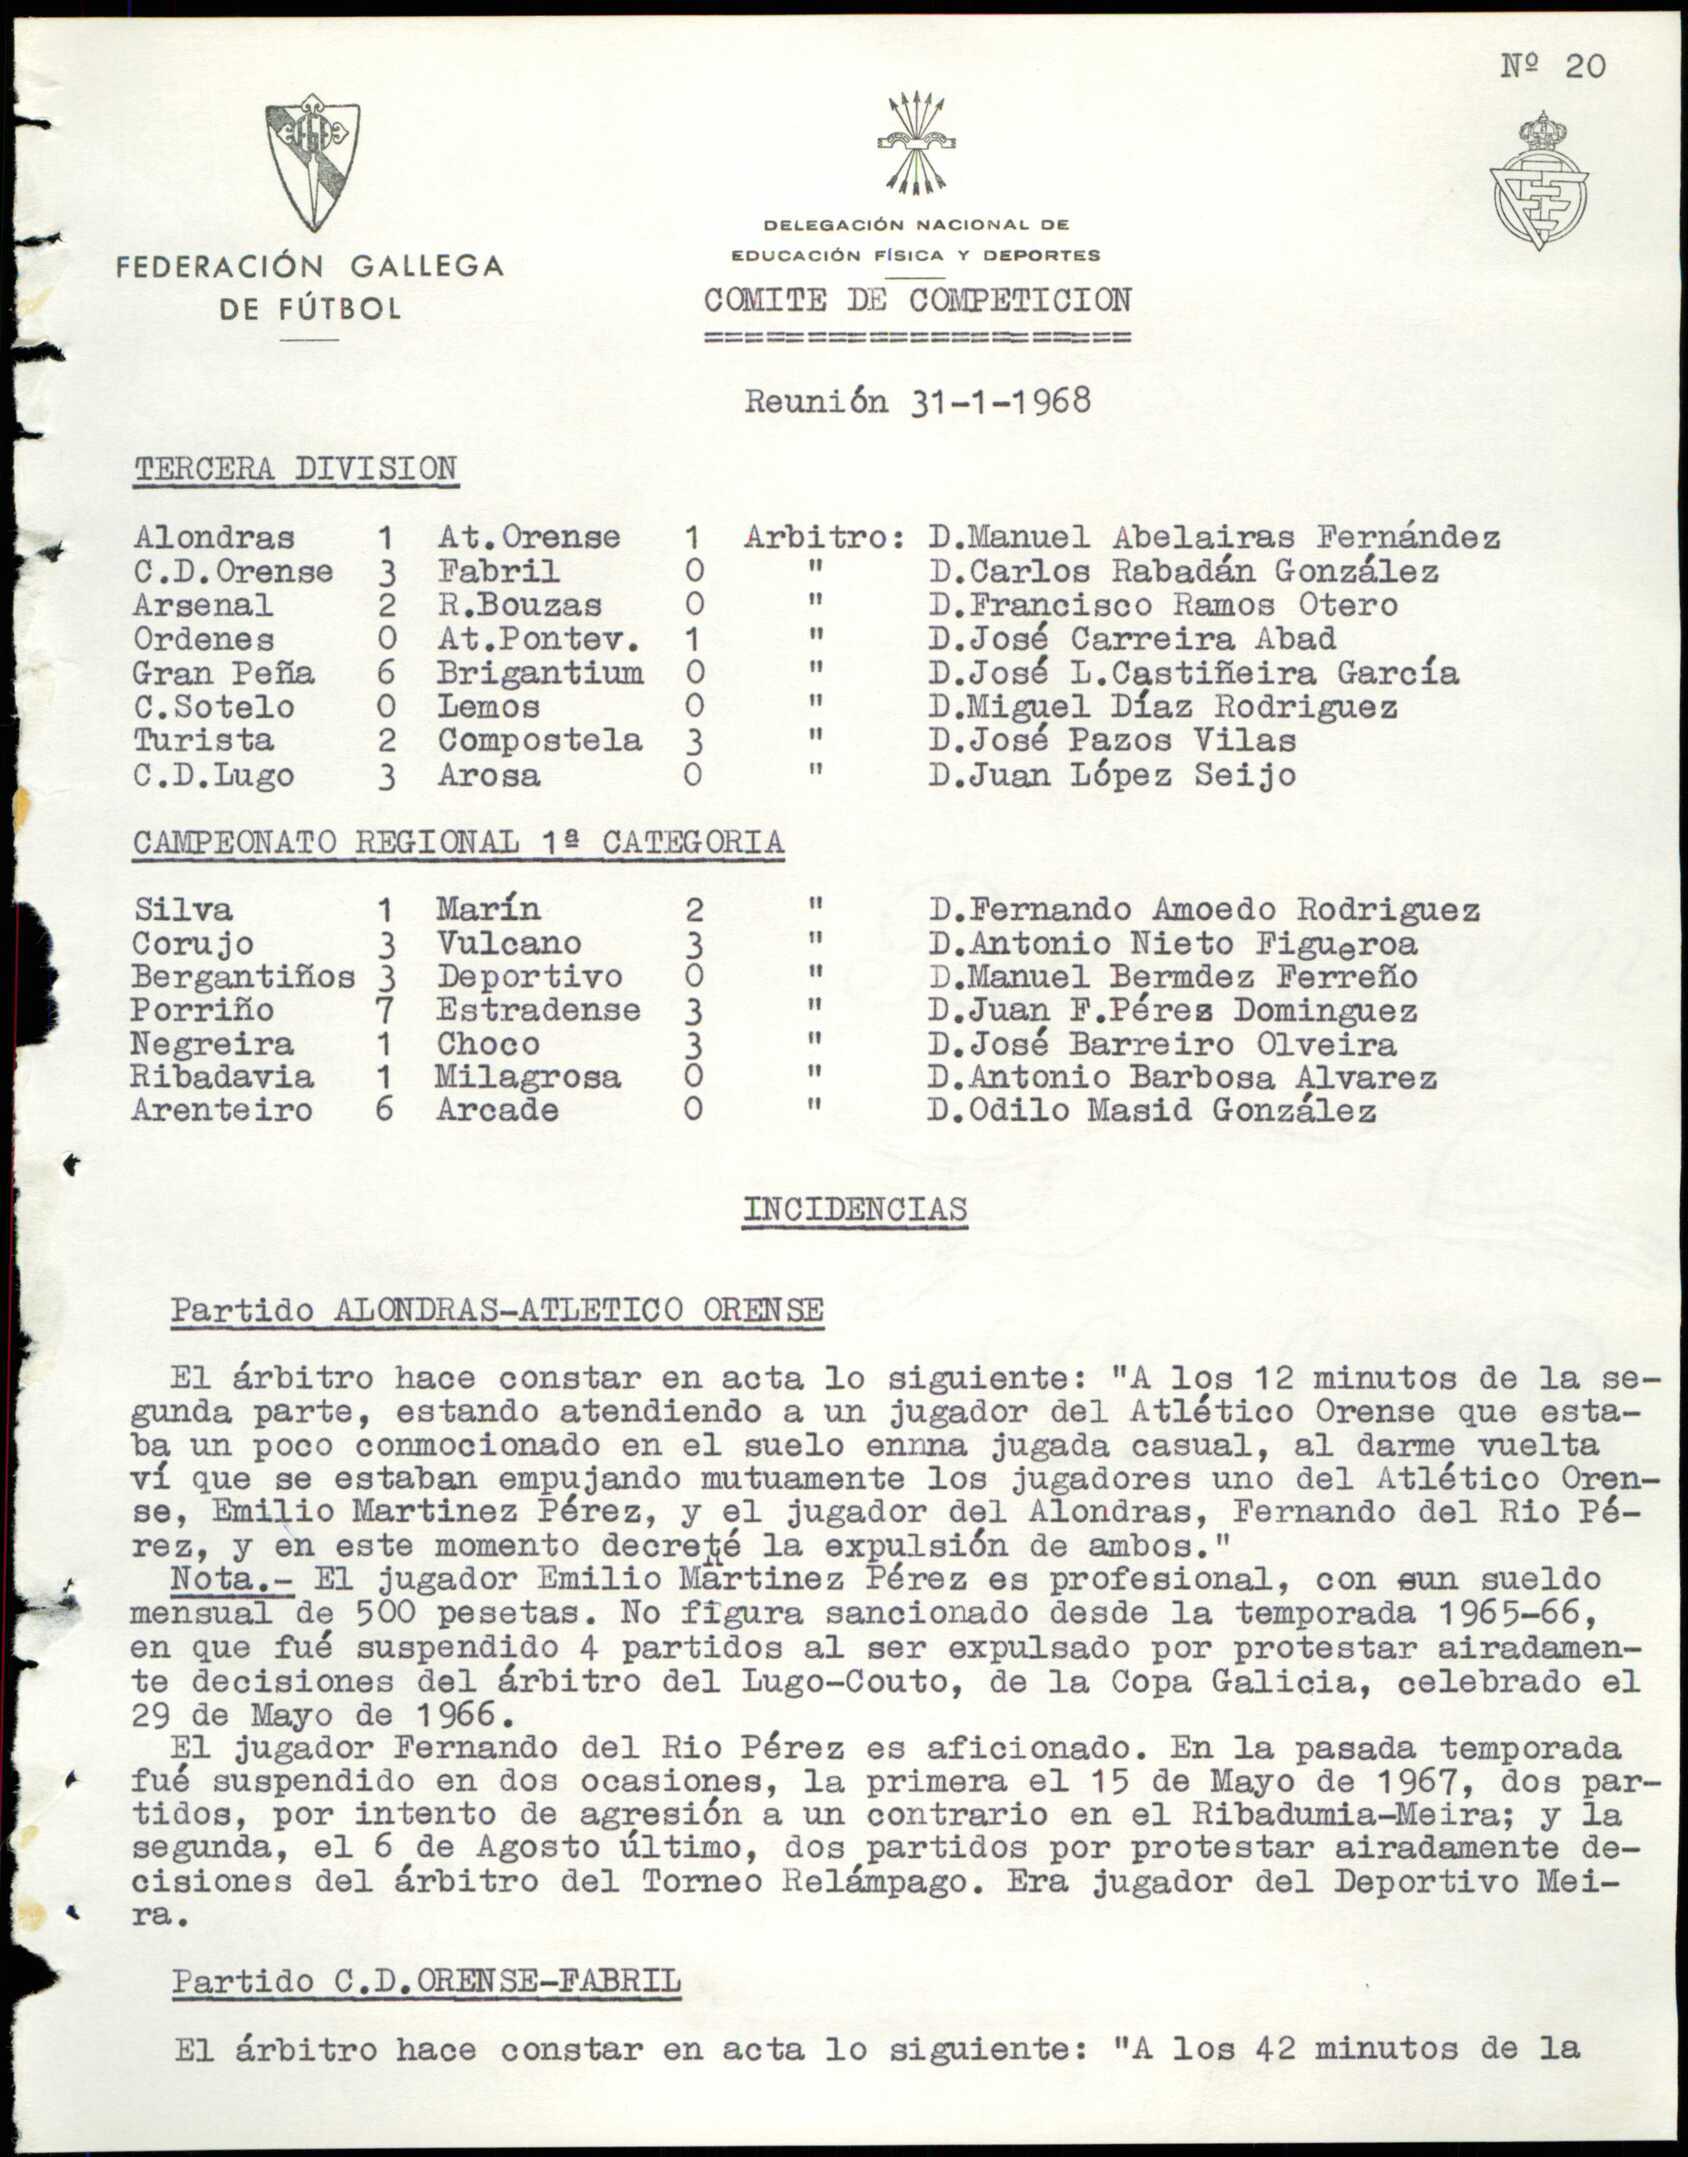 Nº 20
FEDERACIÓN GALLEGA
DE FÚTBOL
DELEGACIÓN NACIONAL DE
EDUCACIÓN FÍSICA Y DEPORTES
COMITE DE COMPETICION
=====================
Reunión 31-1-1968
TERCERA DIVISION
Alondras 1 At.Orense 1 Arbitro: D.Manuel Abelairas Fernández
C.D.Orense 3 Fabril 0 " D.Carlos Rabadán González
Arsenal 2 R.Bouzas 0 " D.Francisco Ramos Otero
Ordenes 0 At.Pontev. 1 " D.José Carreira Abad
Gran Peña 6 Brigantium 0 " D.José L.Castiñeira García
C.Sotelo 0 Lemos 0 " D.Miguel Díaz Rodriguez
Turista 2 Compostela 3 " D.José Pazos Vilas
C.D.Lugo 3 Arosa 0 " D.Juan López Seijo
CAMPEONATO REGIONAL 1ª CATEGORIA
Silva 1 Marín 2 " D.Fernando Amoedo Rodriguez
Corujo 3 Vulcano 3 " D.Antonio Nieto Figueroa
Bergantiños 3 Deportivo 0 " D.Manuel Bermdez Ferreño
Porriño 7 Estradense 3 " D.Juan F.Pérez Dominguez
Negreira 1 Choco 3 " D.José Barreiro Olveira
Ribadavia 1 Milagrosa 0 " D.Antonio Barbosa Alvarez
Arenteiro 6 Arcade 0 " D.Odilo Masid González
INCIDENCIAS
Partido ALONDRAS-ATLETICO ORENSE
El árbitro hace constar en acta lo siguiente: "A los 12 minutos de la se-
gunda parte, estando atendiendo a un jugador del Atlético Orense que esta-
ba un poco conmocionado en el suelo ennna jugada casual, al darme vuelta
ví que se estaban empujando mutuamente los jugadores uno del Atlético Oren-
se, Emilio Martinez Pérez, y el jugador del Alondras, Fernando del Rio Pé-
rez, y en este momento decreté la expulsión de ambos."
Nota.- El jugador Emilio Martinez Pérez es profesional, con sun sueldo
mensual de 500 pesetas. No figura sancionado desde la temporada 1965-66,
en que fué suspendido 4 partidos al ser expulsado por protestar airadamen-
te decisiones del árbitro del Lugo-Couto, de la Copa Galicia, celebrado el
29 de Mayo de 1966.
El jugador Fernando del Rio Pérez es aficionado. En la pasada temporada
fué suspendido en dos ocasiones, la primera el 15 de Mayo de 1967, dos par-
tidos, por intento de agresión a un contrario en el Ribadumia-Meira; y la
segunda, el 6 de Agosto último, dos partidos por protestar airadamente de-
cisiones del árbitro del Torneo Relámpago. Era jugador del Deportivo Mei-
ra.
Partido C.D.ORENSE-FABRIL
El árbitro hace constar en acta lo siguiente: "A los 42 minutos de la